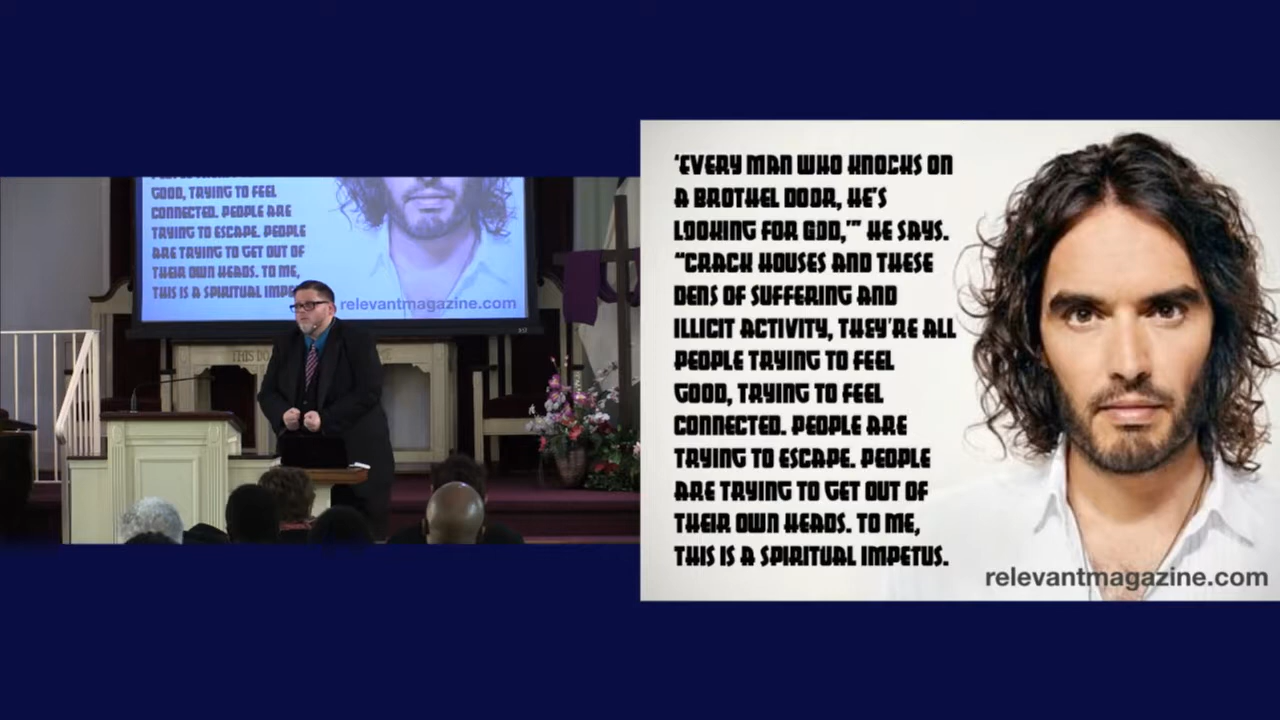 GOOD, TRYING TO FEEL
CONNECTED. PEOPLE ARE
TRYING TO ESCAPE. PEOPLE
ARE TRYING TO GET OUT OF
THEIR OWN HEADS. TO ME,
THIS IS A SPIRITUAL IMPE
relevantmagazine.com
THIS DO
ME
'EVERY MAN WHO KNOCKS ON
A BROTHEL DOOR, HE'S
LOOKING FOR GOD,'" HE SAYS.
"CRACK HOUSES AND THESE
DENS OF SUFFERING AND
ILLICIT ACTIVITY, THEY'RE ALL
PEOPLE TRYING TO FEEL
GOOD, TRYING TO FEEL
CONNECTED. PEOPLE ARE
TRYING TO ESCAPE. PEOPLE
ARE TRYING TO GET OUT OF
THEIR OWN HEADS. TO ME,
THIS IS A SPIRITUAL IMPETUS.
relevantmagazine.com